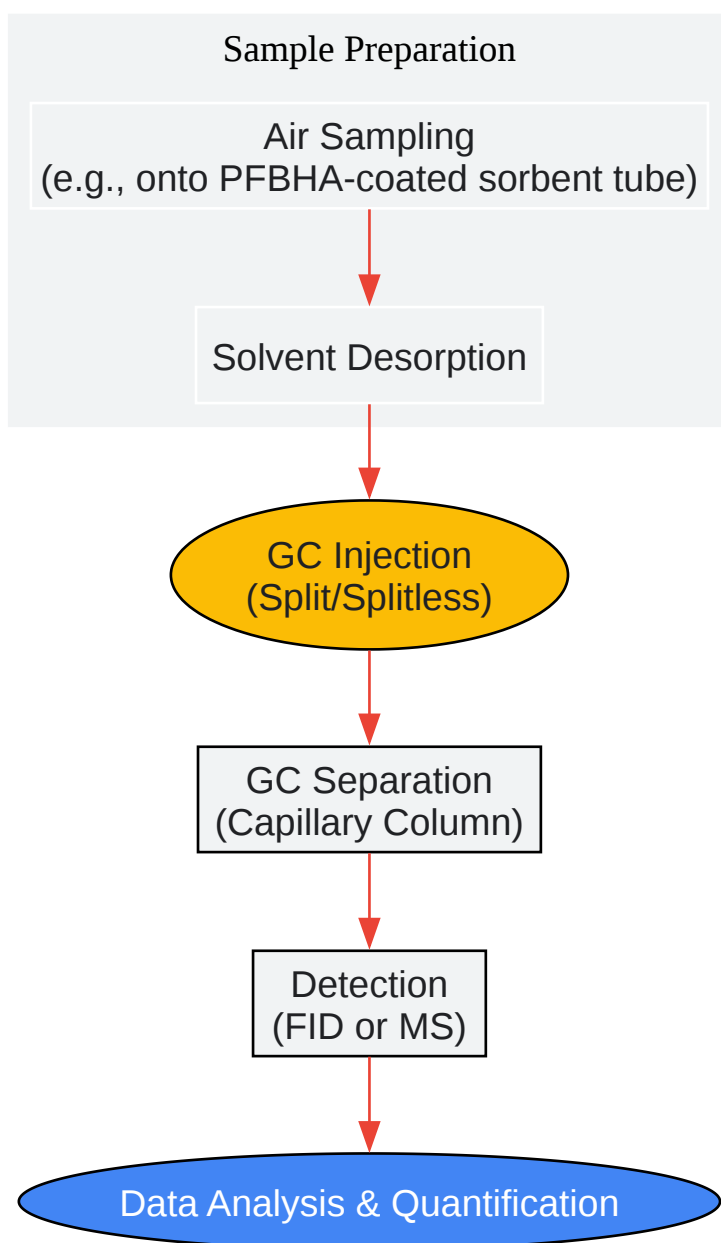 Sample Preparation
Air Sampling
(e.g., onto PFBHA-coated sorbent tube)
Solvent Desorption
GC Injection
(Split/Splitless)
GC Separation
(Capillary Column)
Detection
(FID or MS)
Data Analysis & Quantification